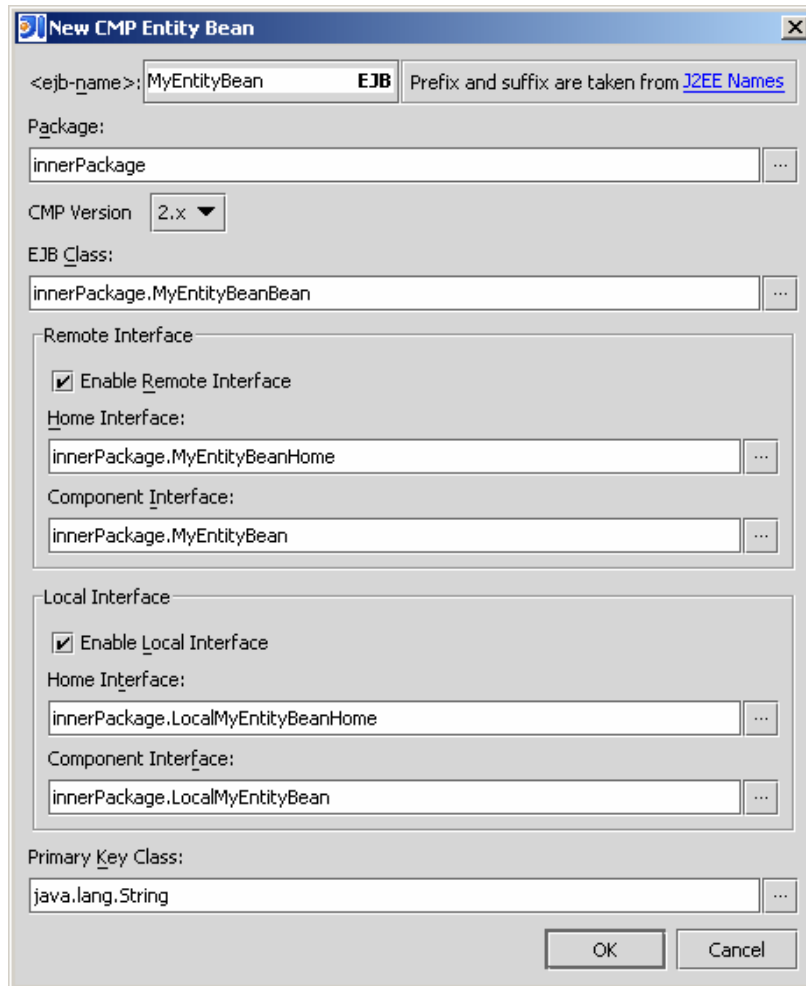 New CMP Entity Bean
<ejb-name>: MyEntityBean EJB Prefix and suffix are taken from J2EE Names
Package:
innerPackage ...
CMP Version 2.x
EJB Class:
innerPackage.MyEntityBeanBean ...
Remote Interface
Enable Remote Interface
Home Interface:
innerPackage.MyEntityBeanHome ...
Component Interface:
innerPackage.MyEntityBean ...
Local Interface
Enable Local Interface
Home Interface:
innerPackage.LocalMyEntityBeanHome ...
Component Interface:
innerPackage.LocalMyEntityBean ...
Primary Key Class:
java.lang.String ...
OK Cancel